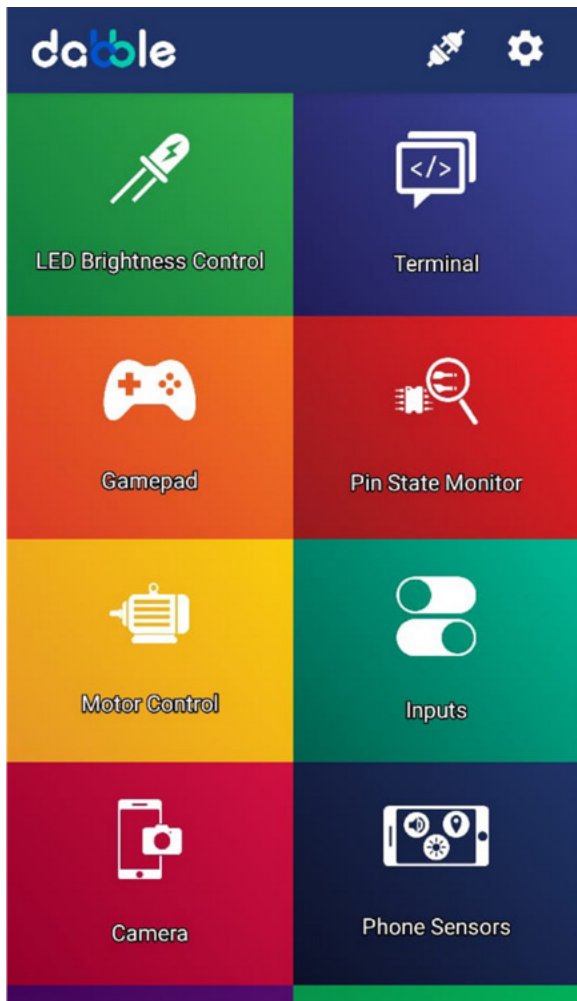 dabble
LED Brightness Control
Terminal
</>
Gamepad
Pin State Monitor
Motor Control
Inputs
Camera
Phone Sensors